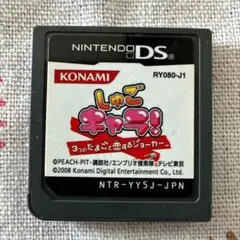 NINTENDO DS
KONAMI
RY080-J1
しゅご
キャラ!
3つのたまごと恋するジョーカー
©PEACH-PIT・講談社/エンブリオ捜索隊・テレビ東京
©2008 Konami Digital Entertainment Co., Ltd.
NTR-YY5J-JPN